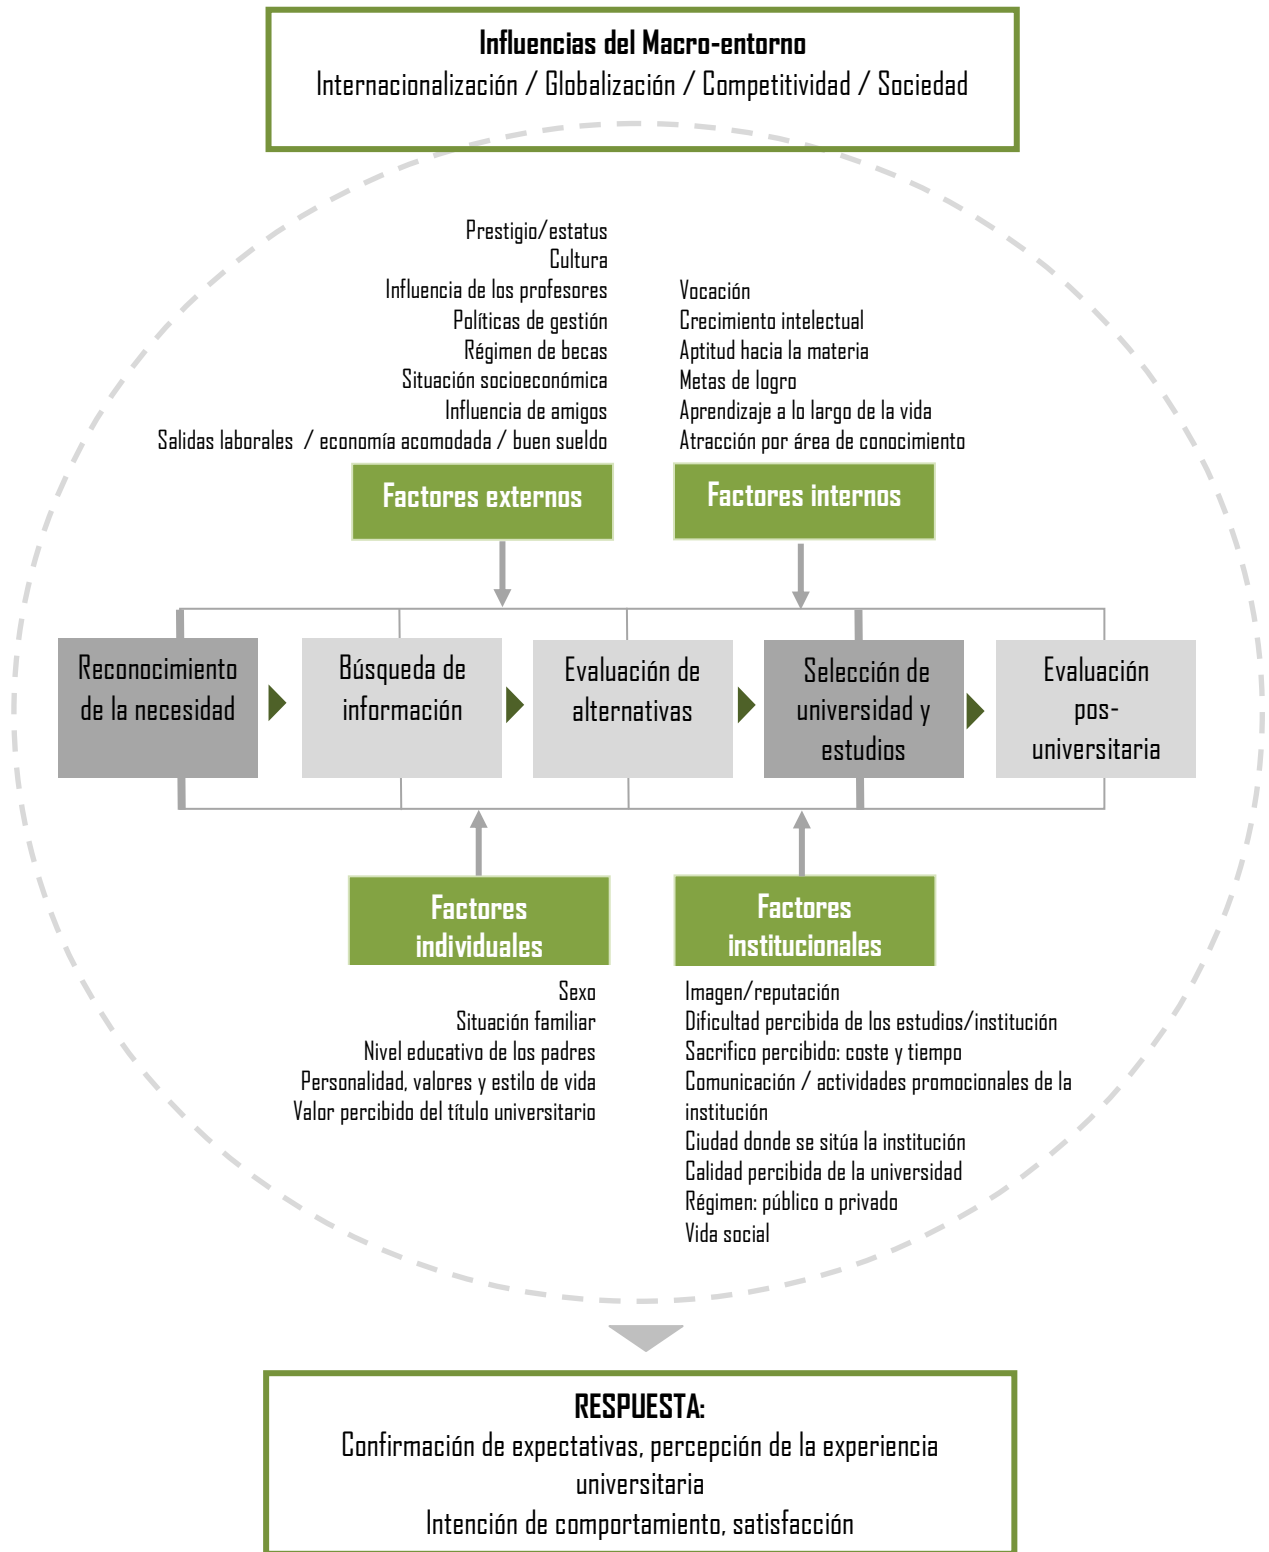 Influencias del Macro-entorno
Internacionalización / Globalización / Competitividad / Sociedad
Prestigio/estatus
Cultura
Influencia de los profesores
Políticas de gestión
Régimen de becas
Situación socioeconómica
Influencia de amigos
Salidas laborales / economía acomodada / buen sueldo
Factores externos
Vocación
Crecimiento intelectual
Aptitud hacia la materia
Metas de logro
Aprendizaje a lo largo de la vida
Atracción por área de conocimiento
Factores internos
Reconocimiento
de la necesidad
Búsqueda de
información
Evaluación de
alternativas
Selección de
universidad y
estudios
Evaluación
pos-
universitaria
Factores
individuales
Sexo
Situación familiar
Nivel educativo de los padres
Personalidad, valores y estilo de vida
Valor percibido del título universitario
Factores
institucionales
Imagen/reputación
Dificultad percibida de los estudios/institución
Sacrifico percibido: coste y tiempo
Comunicación / actividades promocionales de la
institución
Ciudad donde se sitúa la institución
Calidad percibida de la universidad
Régimen: público o privado
Vida social
RESPUESTA:
Confirmación de expectativas, percepción de la experiencia
universitaria
Intención de comportamiento, satisfacción